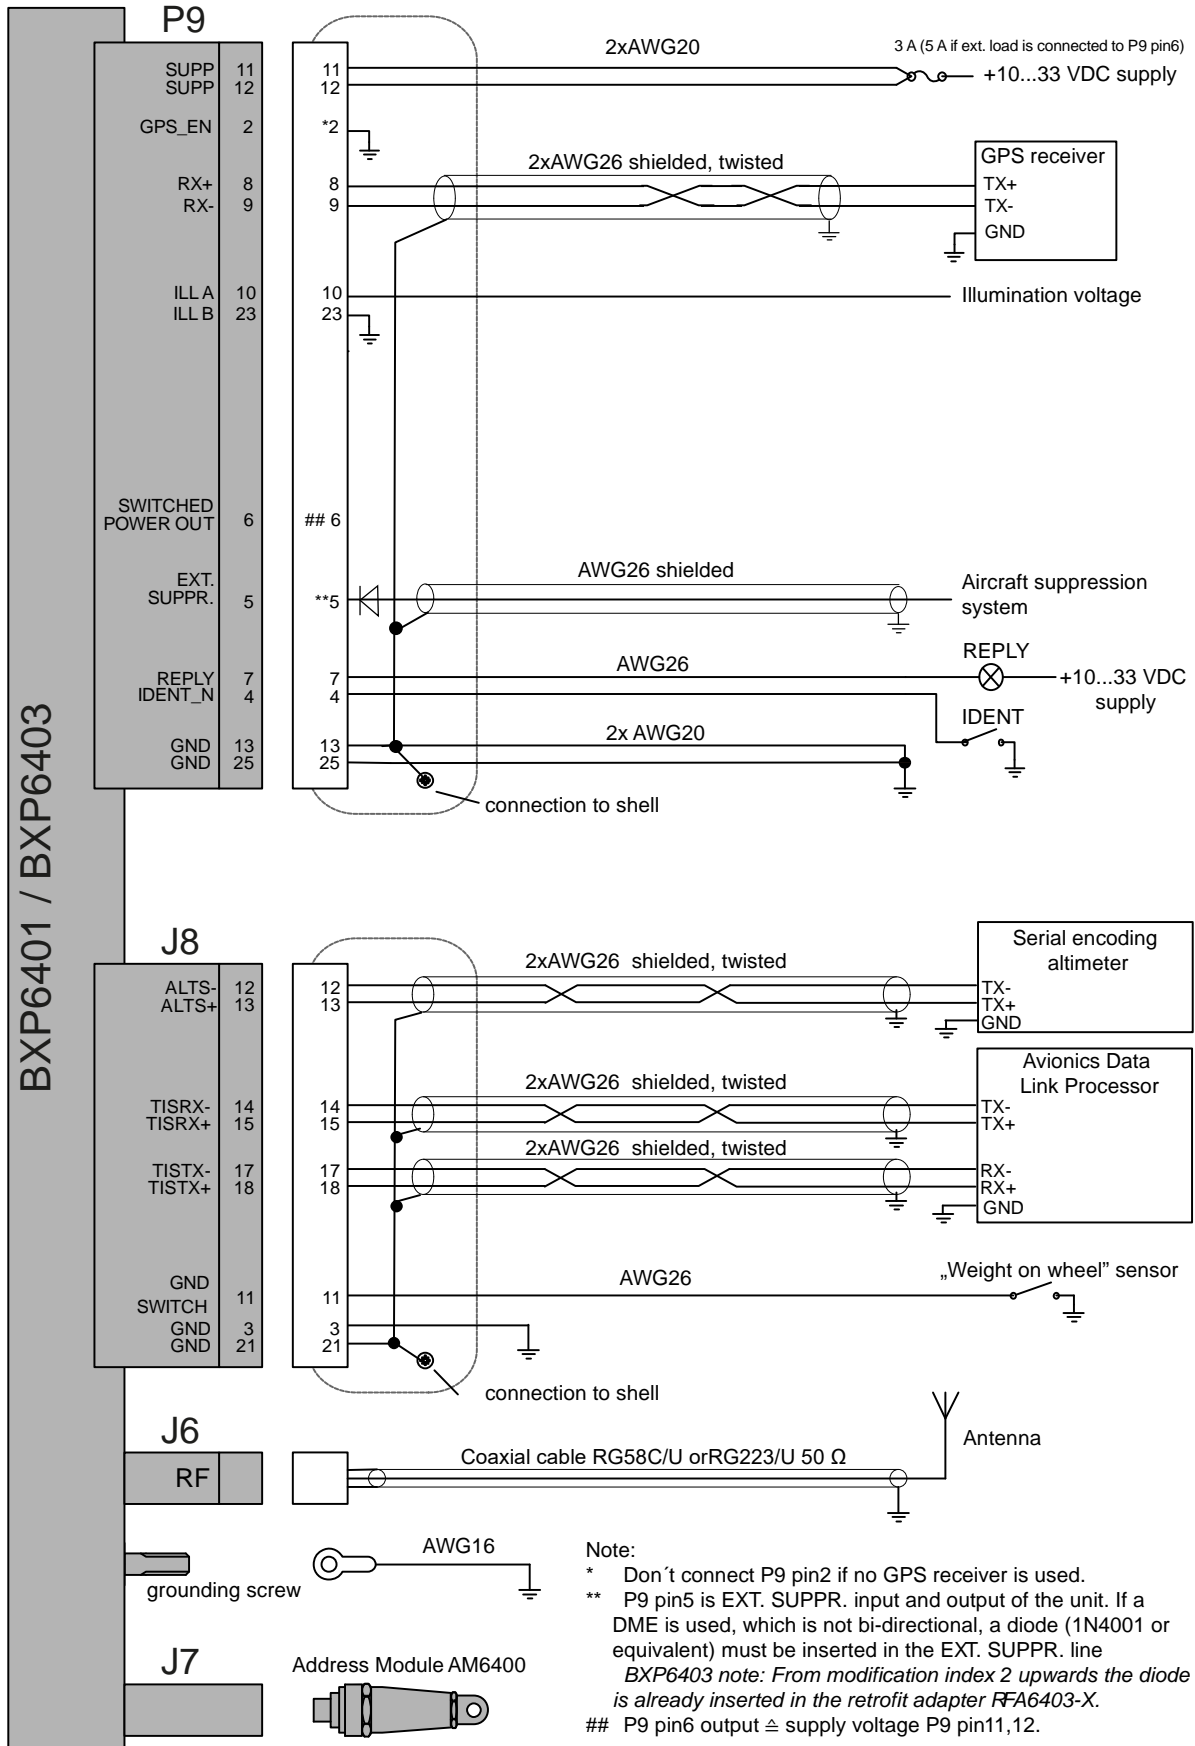 BXP6401 / BXP6403
P9
SUPP 11
SUPP 12
GPS_EN 2
RX+ 8
RX- 9
ILL A 10
ILL B 23
SWITCHED
POWER OUT 6
EXT.
SUPPR. 5
REPLY 7
IDENT_N 4
GND 13
GND 25
11
12
*2
8
9
10
23
## 6
**5
7
4
13
25
2xAWG20
3 A (5 A if ext. load is connected to P9 pin6)
+10...33 VDC supply
2xAWG26 shielded, twisted
GPS receiver
TX+
TX-
GND
Illumination voltage
AWG26 shielded
Aircraft suppression
system
AWG26
REPLY
+10...33 VDC
supply
IDENT
2x AWG20
connection to shell
J8
ALTS- 12
ALTS+ 13
TISRX- 14
TISRX+ 15
TISTX- 17
TISTX+ 18
GND
SWITCH 11
GND 3
GND 21
12
13
14
15
17
18
11
3
21
2xAWG26 shielded, twisted
Serial encoding
altimeter
TX-
TX+
GND
2xAWG26 shielded, twisted
Avionics Data
Link Processor
TX-
TX+
2xAWG26 shielded, twisted
RX-
RX+
GND
AWG26
„Weight on wheel" sensor
connection to shell
J6
RF
Coaxial cable RG58C/U orRG223/U 50 Ω
Antenna
grounding screw
AWG16
J7
Address Module AM6400
Note:
* Don´t connect P9 pin2 if no GPS receiver is used.
** P9 pin5 is EXT. SUPPR. input and output of the unit. If a
DME is used, which is not bi-directional, a diode (1N4001 or
equivalent) must be inserted in the EXT. SUPPR. line
BXP6403 note: From modification index 2 upwards the diode
is already inserted in the retrofit adapter RFA6403-X.
## P9 pin6 output ≙ supply voltage P9 pin11,12.